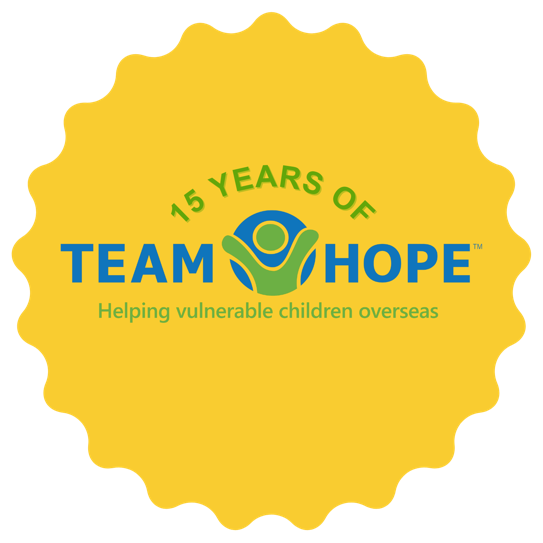 15 YEARS OF
TEAM HOPE™
Helping vulnerable children overseas